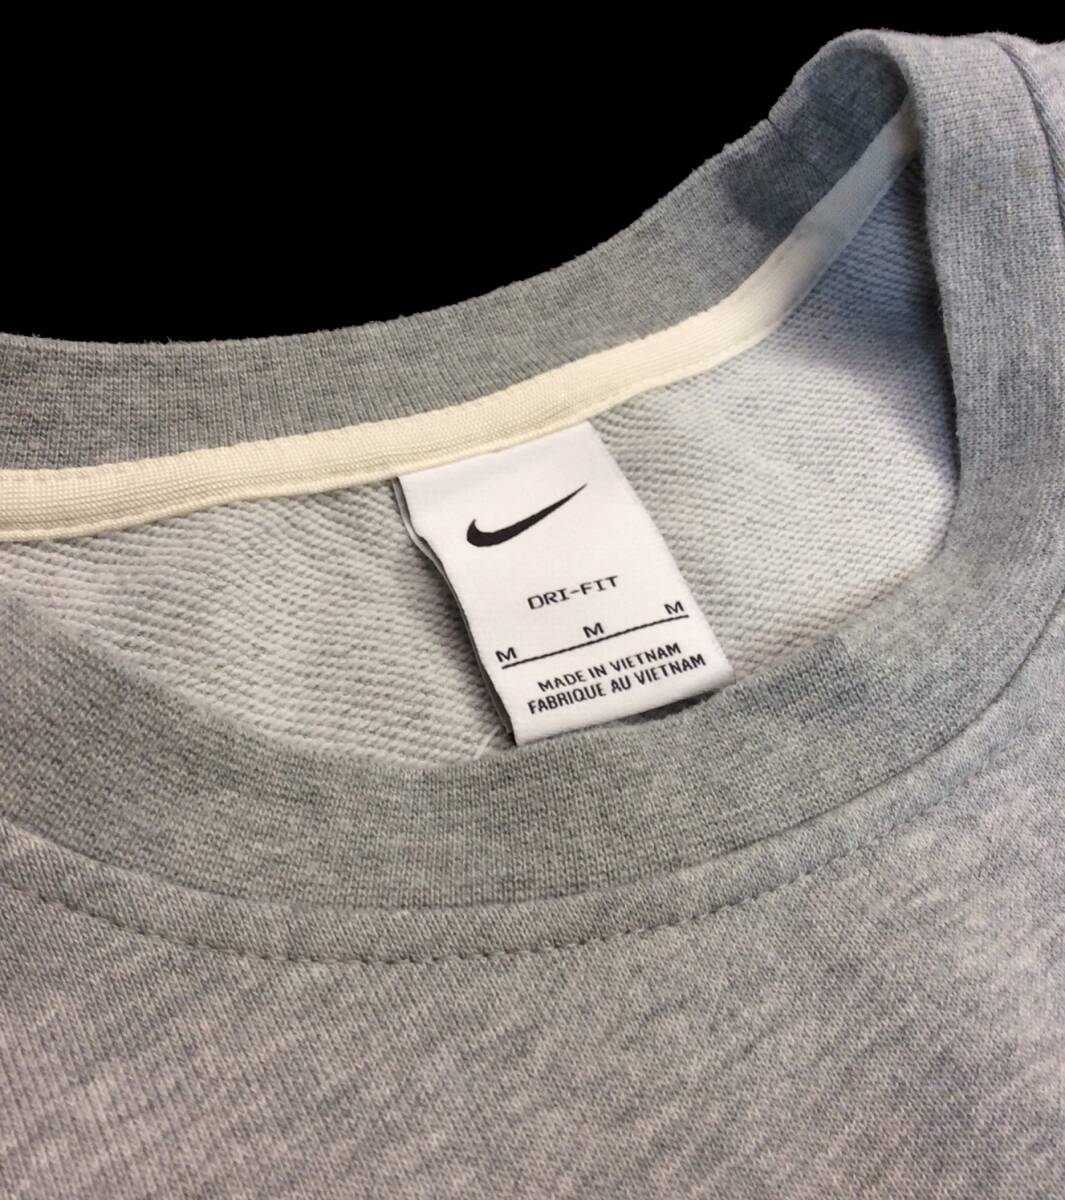 DRI-FIT
M M M
MADE IN VIETNAM
FABRIQUE AU VIETNAM